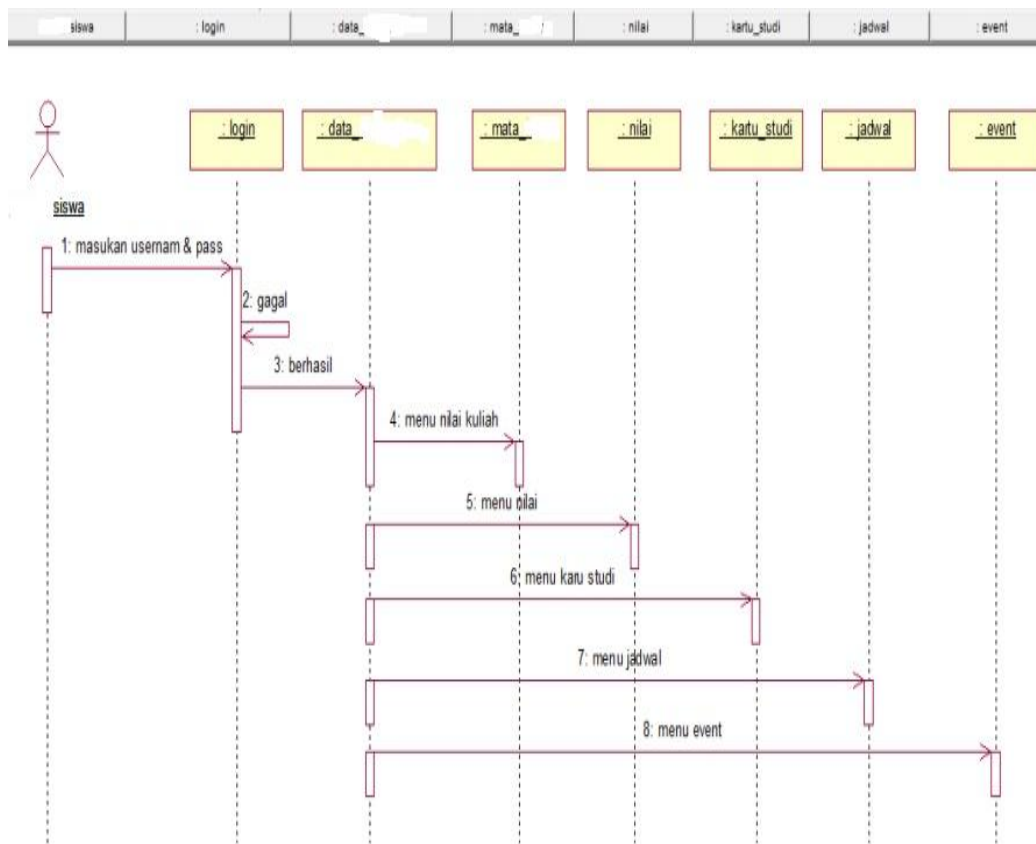 siswa : login : data_ : mata_ : nilai : kartu_studi : jadwal : event
: login : data_ : mata_ : nilai : kartu_studi : jadwal : event
siswa
1: masukan usernam & pass
2: gagal
3: berhasil
4: menu nilai kuliah
5: menu nilai
6: menu karu studi
7: menu jadwal
8: menu event